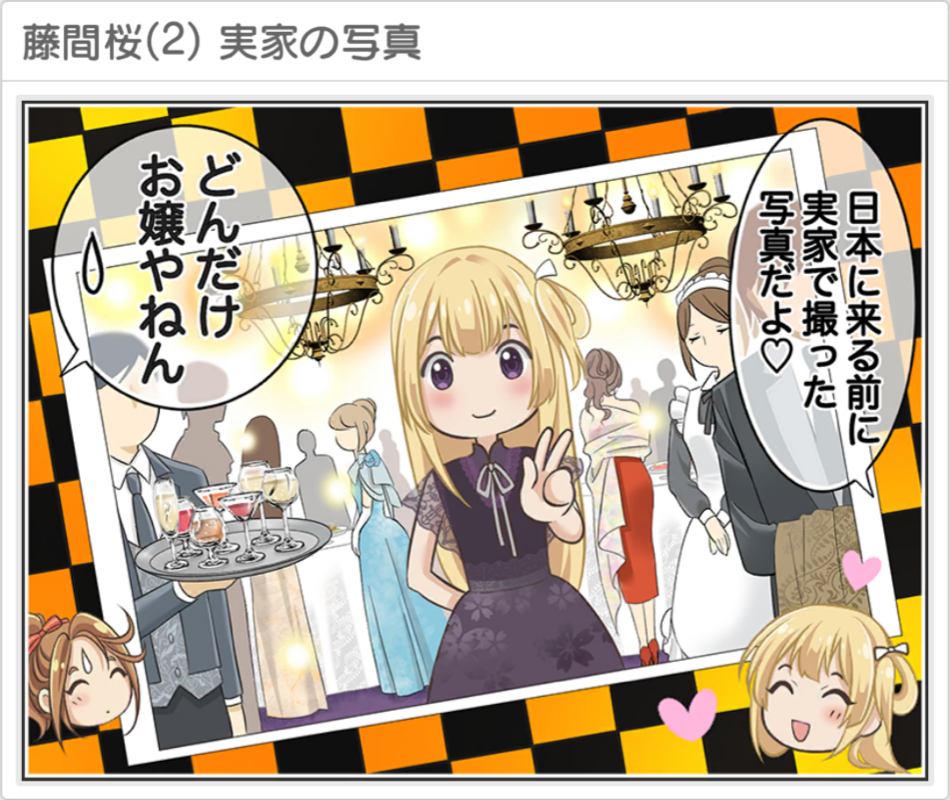 藤間桜(2) 実家の写真
日本に来る前に
実家で撮った
写真だよ♡
どんだけ
お嬢やねん